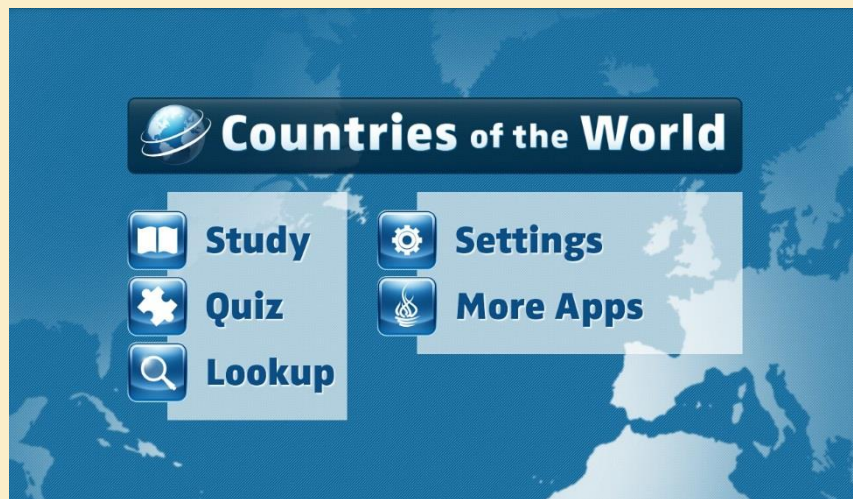 Countries of the World
Study
Quiz
Lookup
Settings
More Apps